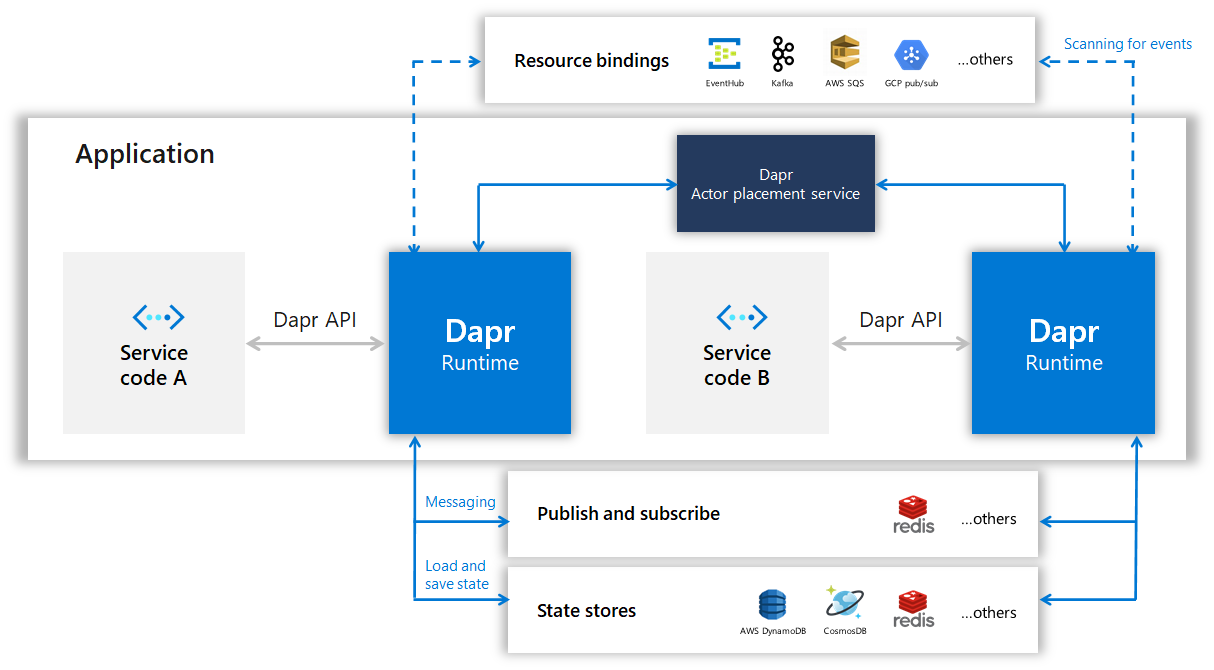 Resource bindings
EventHub
Kafka
AWS SQS
GCP pub/sub
...others
Scanning for events
Application
Dapr
Actor placement service
Service
code A
Dapr API
Dapr
Runtime
Service
code B
Dapr API
Dapr
Runtime
Messaging
Publish and subscribe
redis
...others
Load and
save state
State stores
AWS DynamoDB
CosmosDB
redis
...others